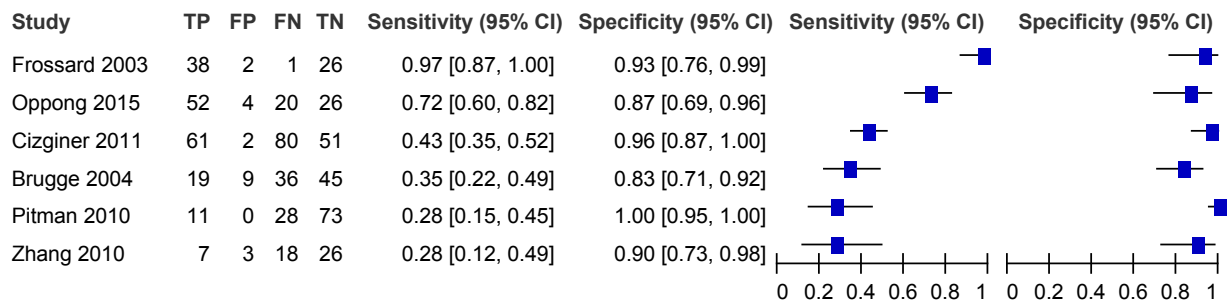 Study TP FP FN TN Sensitivity (95% CI) Specificity (95% CI) Sensitivity (95% CI) Specificity (95% CI)
Frossard 2003 38 2 1 26 0.97 [0.87, 1.00] 0.93 [0.76, 0.99]
Oppong 2015 52 4 20 26 0.72 [0.60, 0.82] 0.87 [0.69, 0.96]
Cizginer 2011 61 2 80 51 0.43 [0.35, 0.52] 0.96 [0.87, 1.00]
Brugge 2004 19 9 36 45 0.35 [0.22, 0.49] 0.83 [0.71, 0.92]
Pitman 2010 11 0 28 73 0.28 [0.15, 0.45] 1.00 [0.95, 1.00]
Zhang 2010 7 3 18 26 0.28 [0.12, 0.49] 0.90 [0.73, 0.98]
0 0.2 0.4 0.6 0.8 1 0 0.2 0.4 0.6 0.8 1